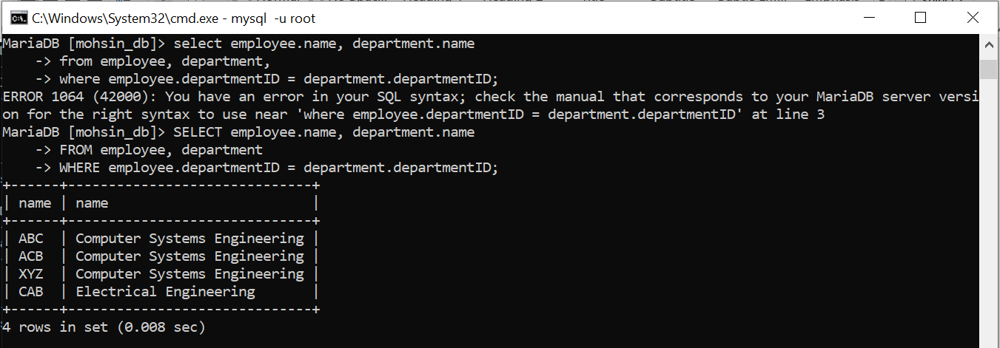 C:\Windows\System32\cmd.exe - mysql  -u root
MariaDB [mohsin_db]> select employee.name, department.name
    -> from employee, department,
    -> where employee.departmentID = department.departmentID;
ERROR 1064 (42000): You have an error in your SQL syntax; check the manual that corresponds to your MariaDB server versi
on for the right syntax to use near 'where employee.departmentID = department.departmentID' at line 3
MariaDB [mohsin_db]> SELECT employee.name, department.name
    -> FROM employee, department
    -> WHERE employee.departmentID = department.departmentID;
+------+------------------------------+
| name | name                         |
+------+------------------------------+
| ABC  | Computer Systems Engineering |
| ACB  | Computer Systems Engineering |
| XYZ  | Computer Systems Engineering |
| CAB  | Electrical Engineering       |
+------+------------------------------+
4 rows in set (0.008 sec)